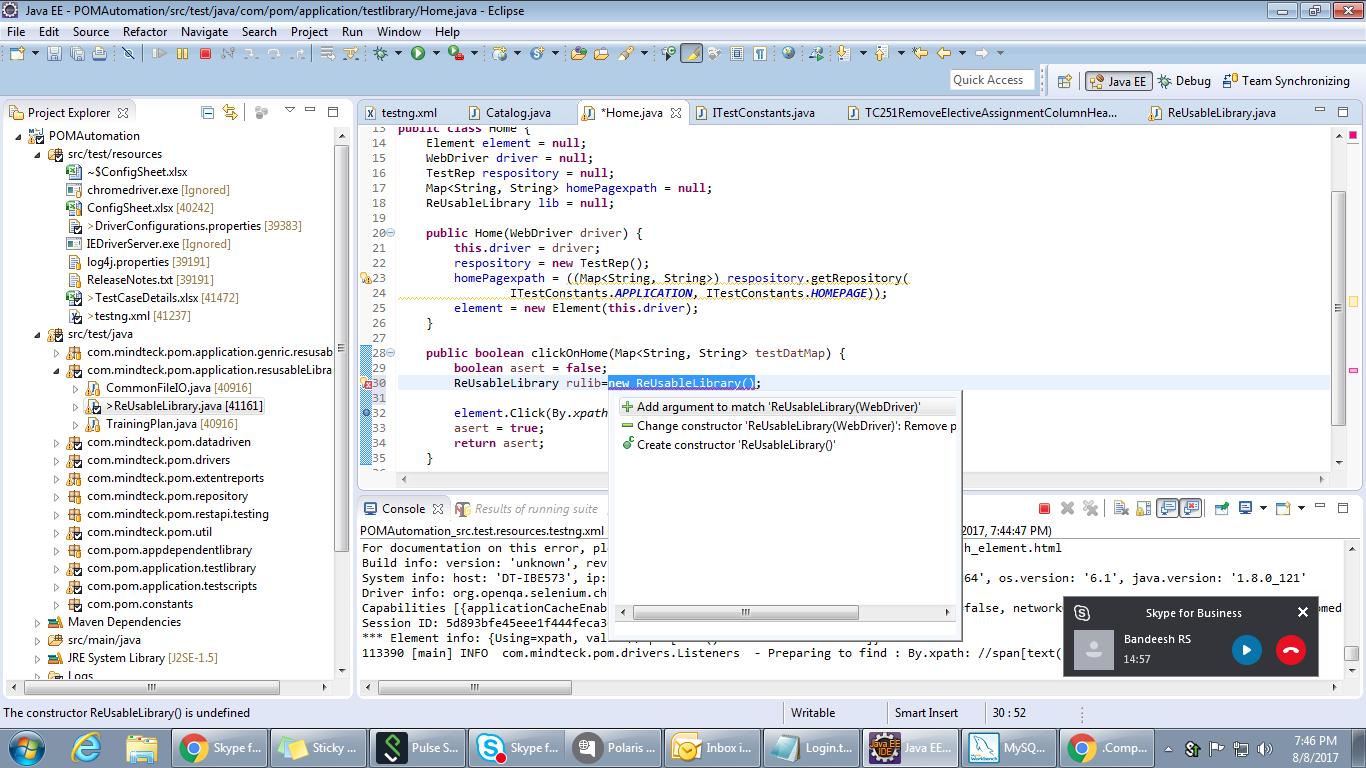 Java EE - POMAutomation/src/test/java/com/pom/application/testlibrary/Home.java - Eclipse
File Edit Source Refactor Navigate Search Project Run Window Help
Quick Access
Java EE
Debug
Team Synchronizing
Project Explorer
POMAutomation
src/test/resources
~$ConfigSheet.xlsx
chromedriver.exe [Ignored]
ConfigSheet.xlsx [40242]
>DriverConfigurations.properties [39383]
IEDriverServer.exe [Ignored]
log4j.properties [39191]
ReleaseNotes.txt [39191]
>TestCaseDetails.xlsx [41472]
>testng.xml [41237]
src/test/java
com.mindteck.pom.application.genric.resusab
com.mindteck.pom.application.resusableLibra
CommonFileIO.java [40916]
>ReUsableLibrary.java [41161]
TrainingPlan.java [40916]
com.mindteck.pom.datadriven
com.mindteck.pom.drivers
com.mindteck.pom.extentreports
com.mindteck.pom.repository
com.mindteck.pom.restapi.testing
com.mindteck.pom.util
com.pom.appdependentlibrary
com.pom.application.testlibrary
com.pom.application.testscripts
com.pom.constants
Maven Dependencies
src/main/java
JRE System Library [J2SE-1.5]
Logs
testng.xml
Catalog.java
*Home.java
ITestConstants.java
TC251RemoveElectiveAssignmentColumnHea...
ReUsableLibrary.java
13 public class Home {
14 Element element = null;
15 WebDriver driver = null;
16 TestRep respository = null;
17 Map<String, String> homePagexpath = null;
18 ReUsableLibrary lib = null;
19
20 public Home(WebDriver driver) {
21 this.driver = driver;
22 respository = new TestRep();
23 homePagexpath = ((Map<String, String>) respository.getRepository(
24 ITestConstants.APPLICATION, ITestConstants.HOMEPAGE));
25 element = new Element(this.driver);
26 }
27
28 public boolean clickOnHome(Map<String, String> testDatMap) {
29 boolean asert = false;
30 ReUsableLibrary rulib=new ReUsableLibrary();
31
32 element.Click(By.xpath
33 asert = true;
34 return asert;
35 }
Add argument to match 'ReUsableLibrary(WebDriver)'
Change constructor 'ReUsableLibrary(WebDriver)': Remove p
Create constructor 'ReUsableLibrary()'
Console
Results of running suite
POMAutomation_src.test.resources.testng.xml 2017, 7:44:47 PM)
For documentation on this error, pl h_element.html
Build info: version: 'unknown', rev
System info: host: 'DT-IBE573', ip: 64', os.version: '6.1', java.version: '1.8.0_121'
Driver info: org.openqa.selenium.ch
Capabilities [{applicationCacheEnab false, network
Session ID: 5d893bfe45eee1f444feca3
*** Element info: {Using=xpath, val
113390 [main] INFO com.mindteck.pom.drivers.Listeners - Preparing to find : By.xpath: //span[text(
Skype for Business
Bandeesh RS
14:57
The constructor ReUsableLibrary() is undefined
Writable
Smart Insert
30 : 52
Skype f...
Sticky ...
Pulse S...
Skype f...
Polaris ...
Inbox i...
Login.t...
Java EE...
MySQ...
.Comp...
7:46 PM
8/8/2017